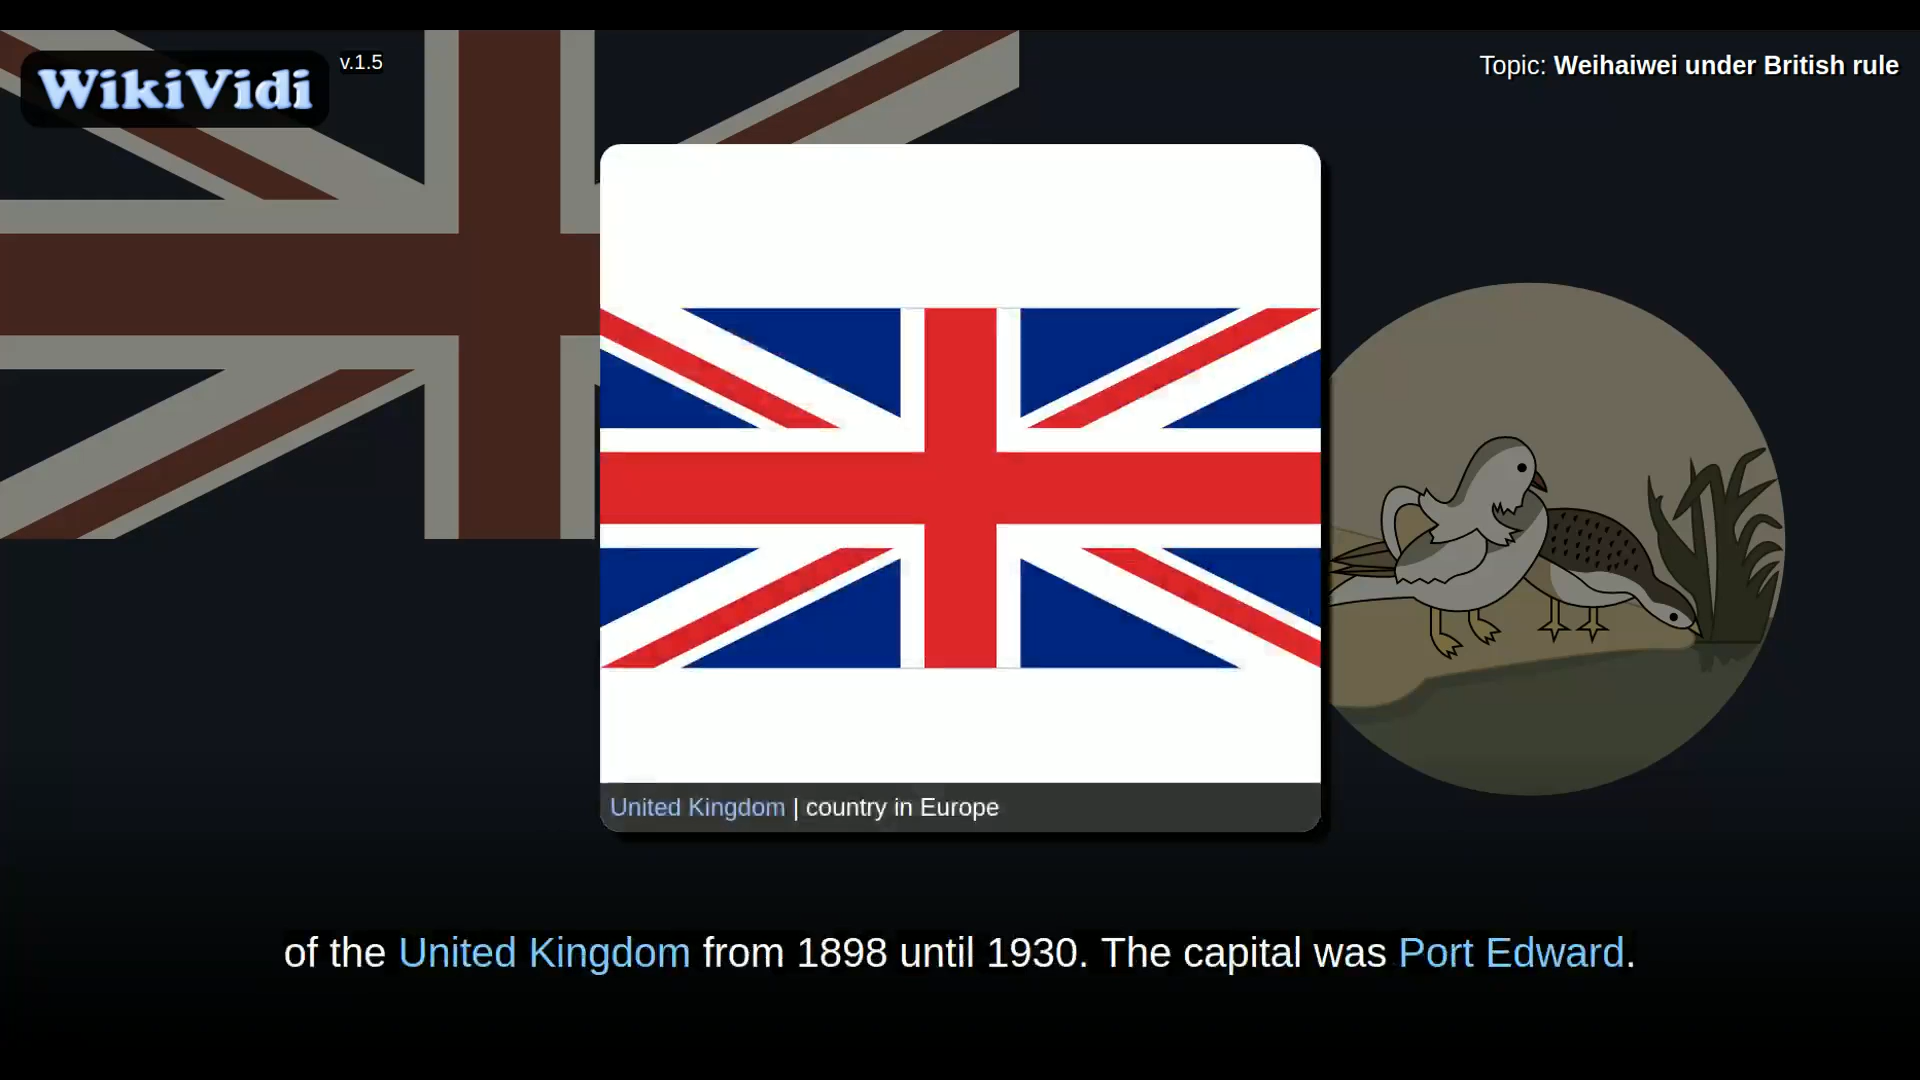 WikiVidi
v.1.5
Topic: Weihaiwei under British rule
United Kingdom | country in Europe
of the United Kingdom from 1898 until 1930. The capital was Port Edward.